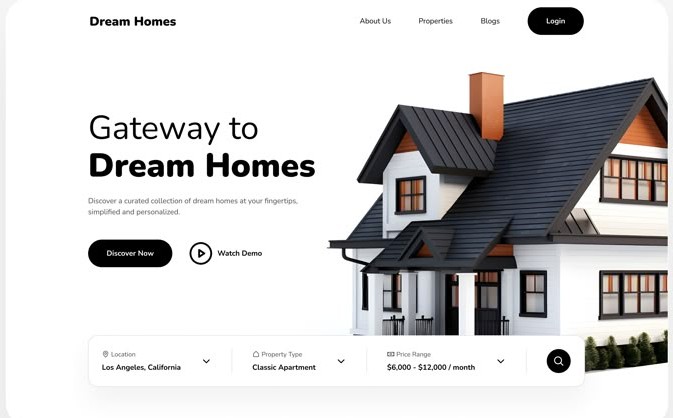 Dream Homes
About Us
Properties
Blogs
Login
Gateway to
Dream Homes
Discover a curated collection of dream homes at your fingertips,
simplified and personalized.
Discover Now
Watch Demo
Location
Los Angeles, California
Property Type
Classic Apartment
Price Range
$6,000 - $12,000 / month